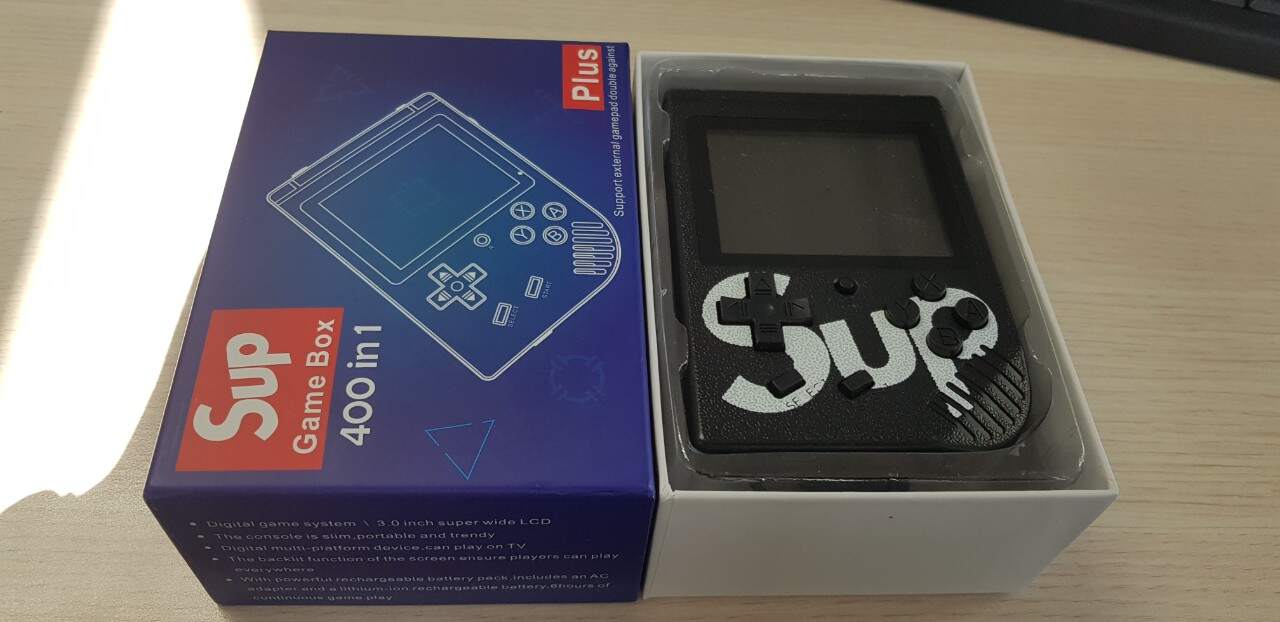 Plus
Support external gamepad double against
Sup
Game Box
400 in 1
X
A
Y
B
SELECT
START
• Digital game system \ 3.0 inch super wide LCD
• The console is slim,portable and trendy
• Digital multi-platform device,can play on TV
• The backlit function of the screen ensure players can play
everywhere
• With powerful rechargeable battery pack,includes an AC
adapter and a lithium-ion rechargeable battery,6hours of
continuous game play
Sup
X
Y
A
B